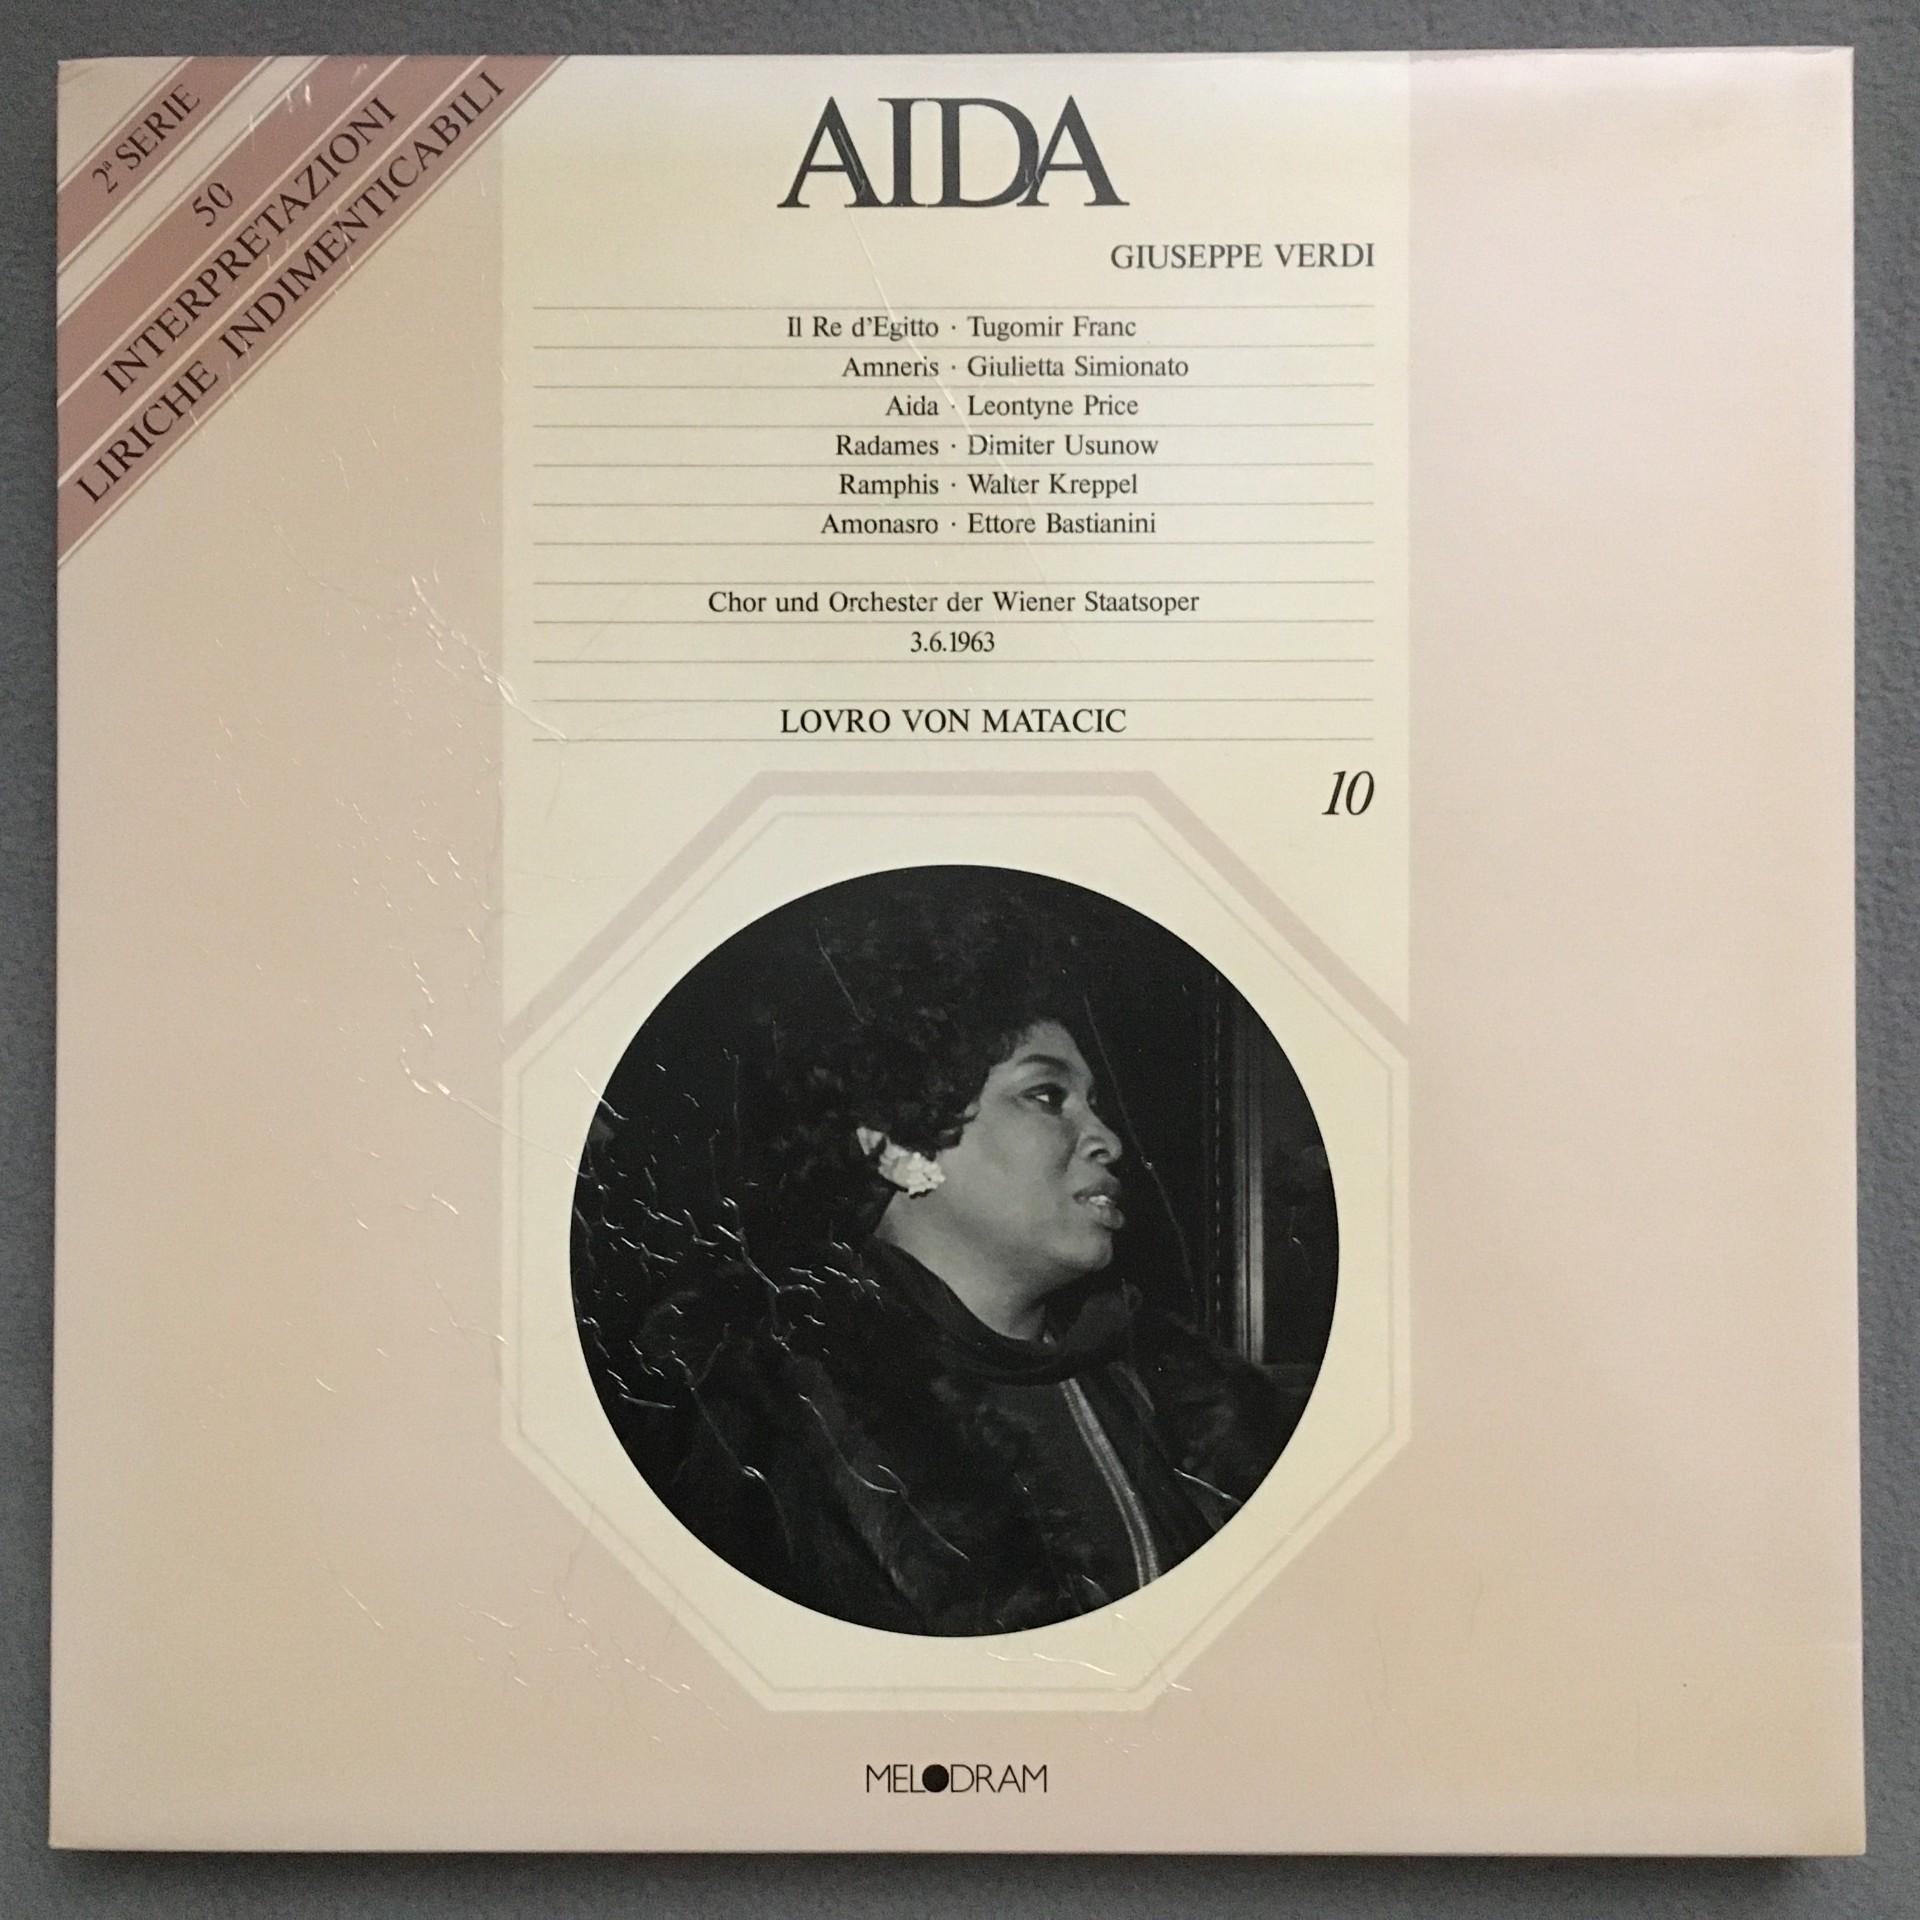 2ª SERIE
50
INTERPRETAZIONI
LIRICHE INDIMENTICABILI
AIDA
GIUSEPPE VERDI
Il Re d'Egitto · Tugomir Franc
Amneris · Giulietta Simionato
Aida · Leontyne Price
Radames · Dimiter Usunow
Ramphis · Walter Kreppel
Amonasro · Ettore Bastianini
Chor und Orchester der Wiener Staatsoper
3.6.1963
LOVRO VON MATACIC
10
MELODRAM